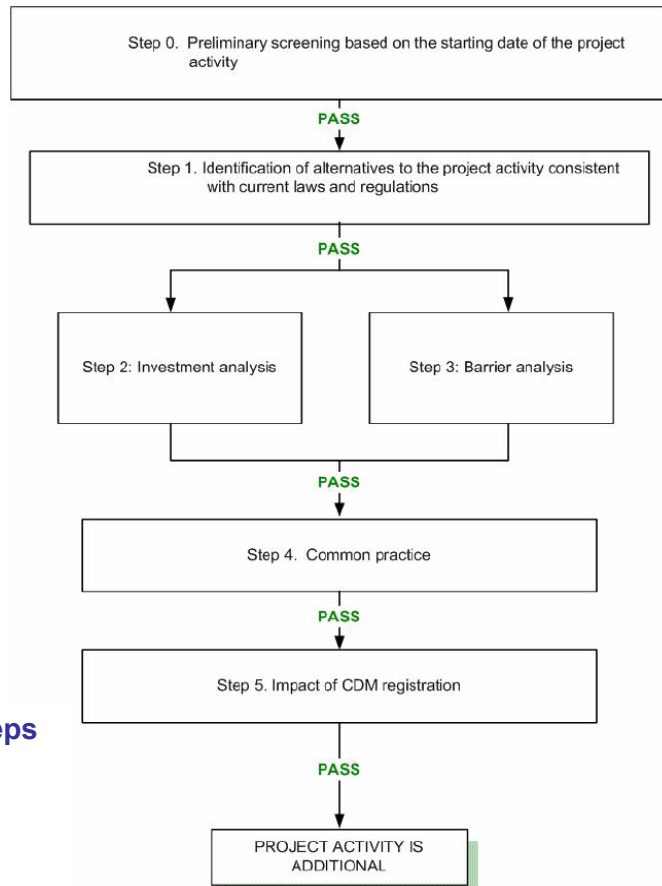 Step 0.  Preliminary screening based on the starting date of the project
activity
PASS
Step 1. Identification of alternatives to the project activity consistent
with current laws and regulations
PASS
Step 2: Investment analysis
Step 3: Barrier analysis
PASS
Step 4.  Common practice
PASS
Step 5. Impact of CDM registration
eps
PASS
PROJECT ACTIVITY IS
ADDITIONAL